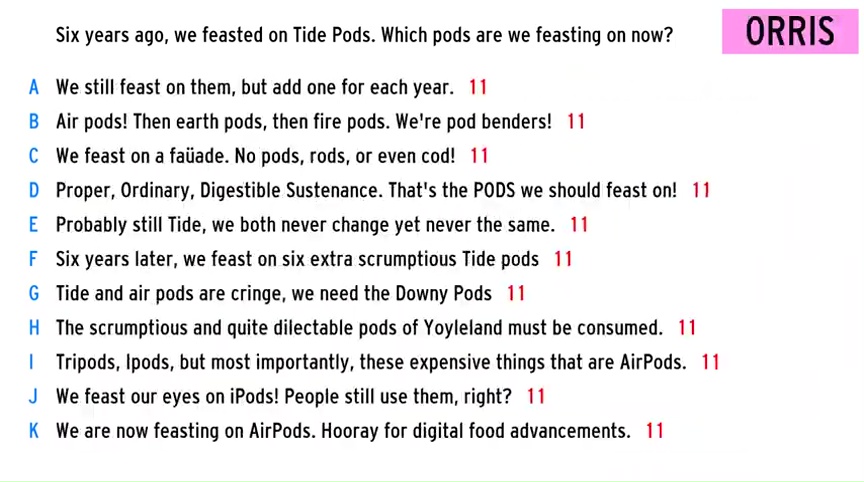 Six years ago, we feasted on Tide Pods. Which pods are we feasting on now?
ORRIS
A We still feast on them, but add one for each year. 11
B Air pods! Then earth pods, then fire pods. We're pod benders! 11
C We feast on a faüade. No pods, rods, or even cod! 11
D Proper, Ordinary, Digestible Sustenance. That's the PODS we should feast on! 11
E Probably still Tide, we both never change yet never the same. 11
F Six years later, we feast on six extra scrumptious Tide pods 11
G Tide and air pods are cringe, we need the Downy Pods 11
H The scrumptious and quite dilectable pods of Yoyleland must be consumed. 11
I Tripods, Ipods, but most importantly, these expensive things that are AirPods. 11
J We feast our eyes on iPods! People still use them, right? 11
K We are now feasting on AirPods. Hooray for digital food advancements. 11